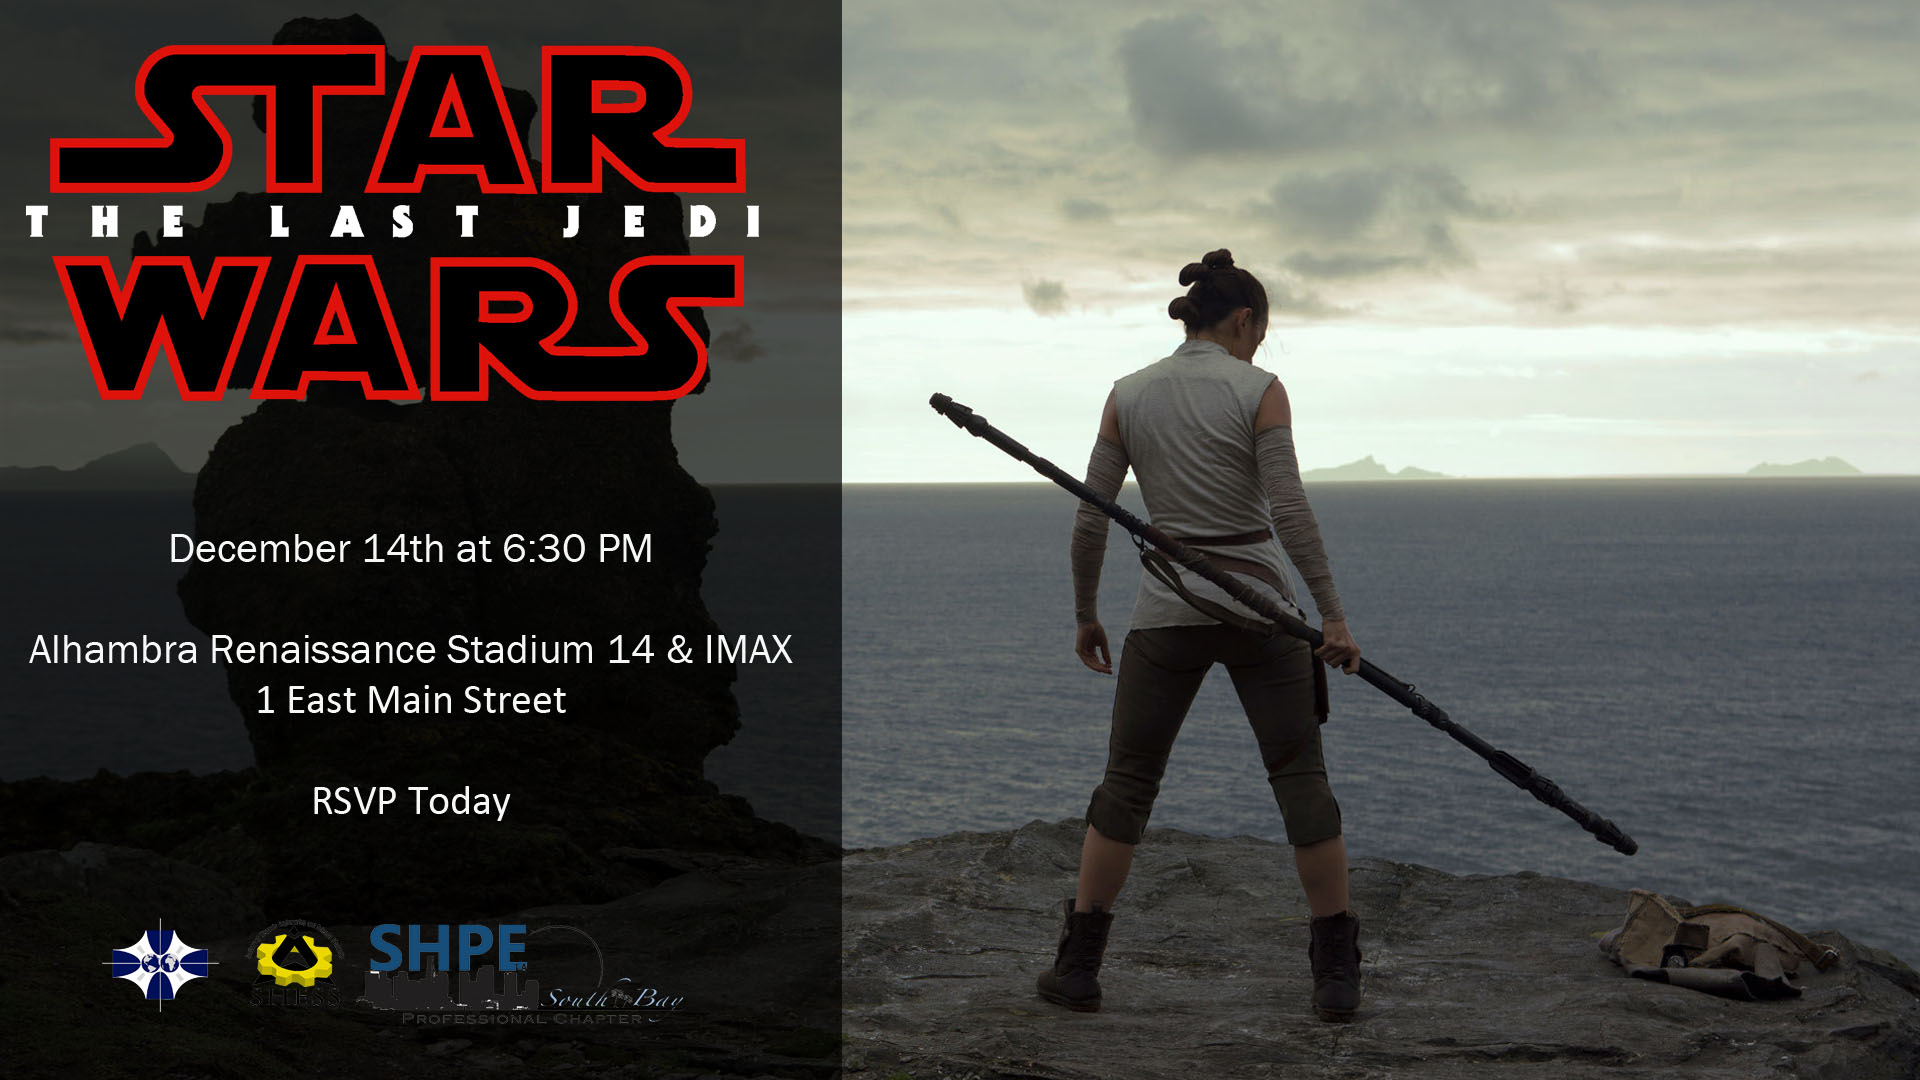 STAR
THE LAST JEDI
WARS
December 14th at 6:30 PM
Alhambra Renaissance Stadium 14 & IMAX
1 East Main Street
RSVP Today
SHPE
South Bay
PROFESSIONAL CHAPTER